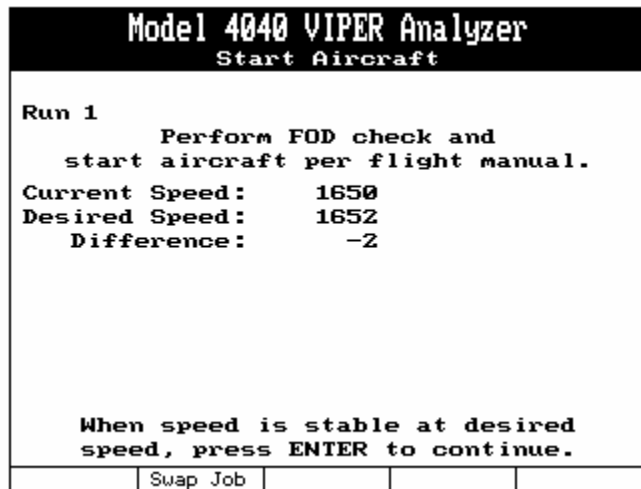 Model 4040 VIPER Analyzer
Start Aircraft
Run 1
Perform FOD check and
start aircraft per flight manual.
Current Speed: 1650
Desired Speed: 1652
Difference: -2
When speed is stable at desired
speed, press ENTER to continue.
Swap Job